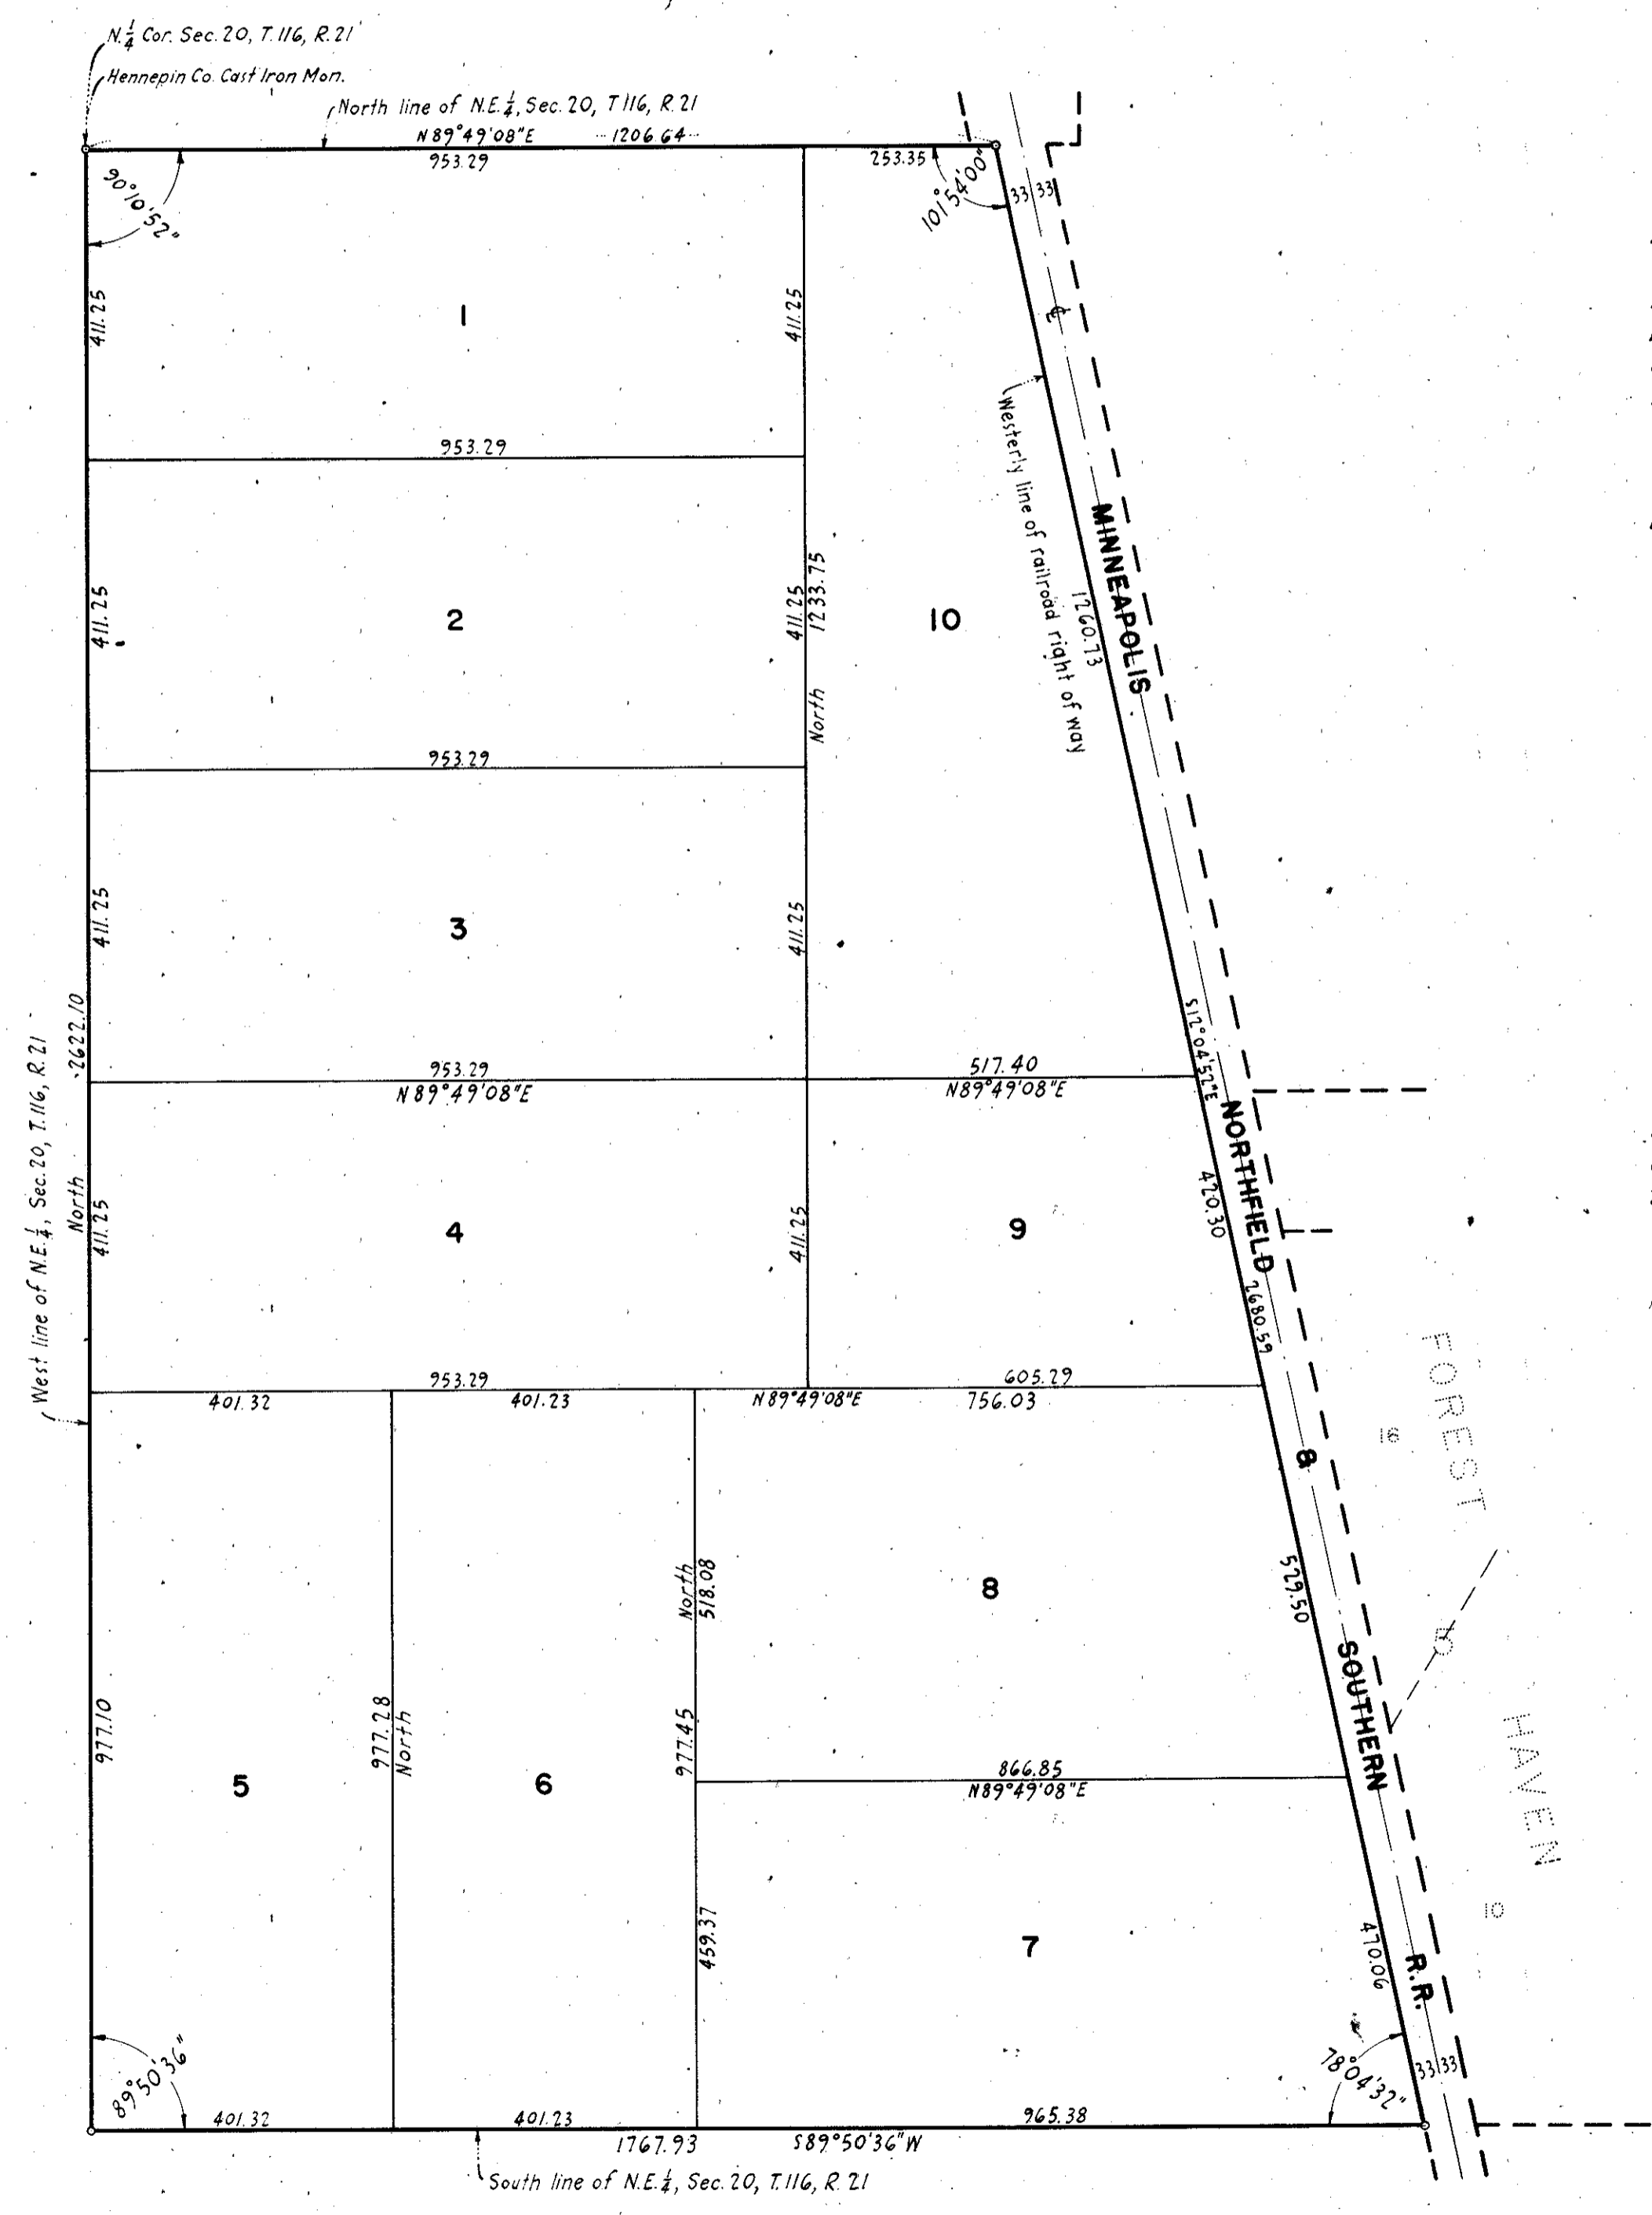 N. 1/4 Cor. Sec. 20, T. 116, R. 21
Hennepin Co. Cast Iron Mon.
North line of N.E. 1/4, Sec. 20, T 116, R. 21
N 89°49'08"E 1206.64
953.29
253.35
90°10'52"
101°54'00"
33 33
411.25
1
411.25
℄
953.29
Westerly line of railroad right of way
MINNEAPOLIS
411.25
2
411.25
1233.75
North
10
1260.73
953.29
411.25
3
411.25
2622.10
North
West line of N.E. 1/4, Sec. 20, T. 116, R. 21
953.29
N 89°49'08"E
517.40
N89°49'08"E
S12°04'52"E
NORTHFIELD
411.25
4
411.25
9
420.30
2680.59
953.29
605.29
401.32
401.23
N89°49'08"E
756.03
FOREST
16
&
North
518.08
8
529.50
SOUTHERN
977.10
977.28
North
977.45
866.85
N89°49'08"E
5
6
HAVEN
10
459.37
7
470.06
R.R.
89°50'36"
78°04'32"
33 33
401.32
401.23
965.38
1767.93
S89°50'36"W
South line of N.E. 1/4, Sec. 20, T. 116, R. 21